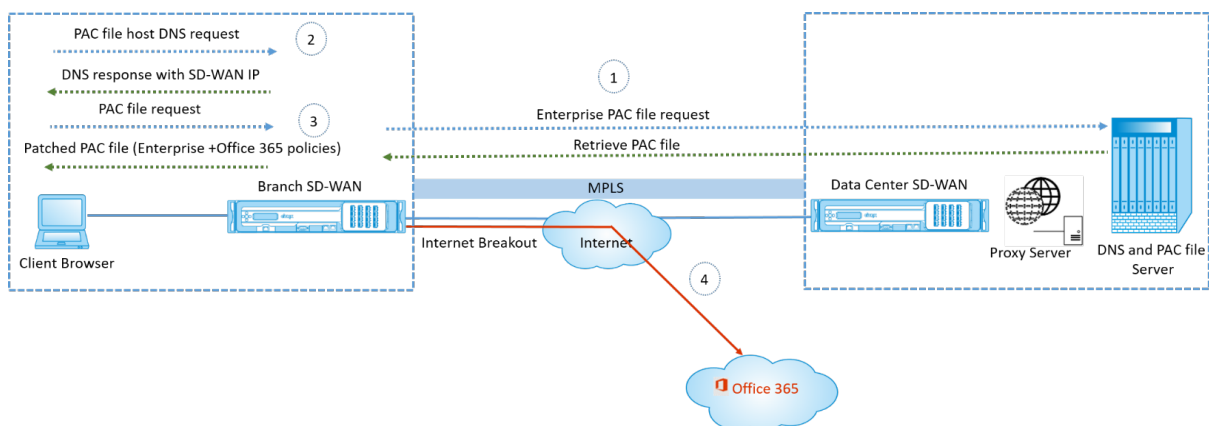 PAC file host DNS request
2
DNS response with SD-WAN IP
1
PAC file request
3
Enterprise PAC file request
Patched PAC file (Enterprise +Office 365 policies)
Retrieve PAC file
Branch SD-WAN
MPLS
Data Center SD-WAN
Internet Breakout
Internet
Client Browser
Proxy Server
DNS and PAC file
Server
4
Office 365